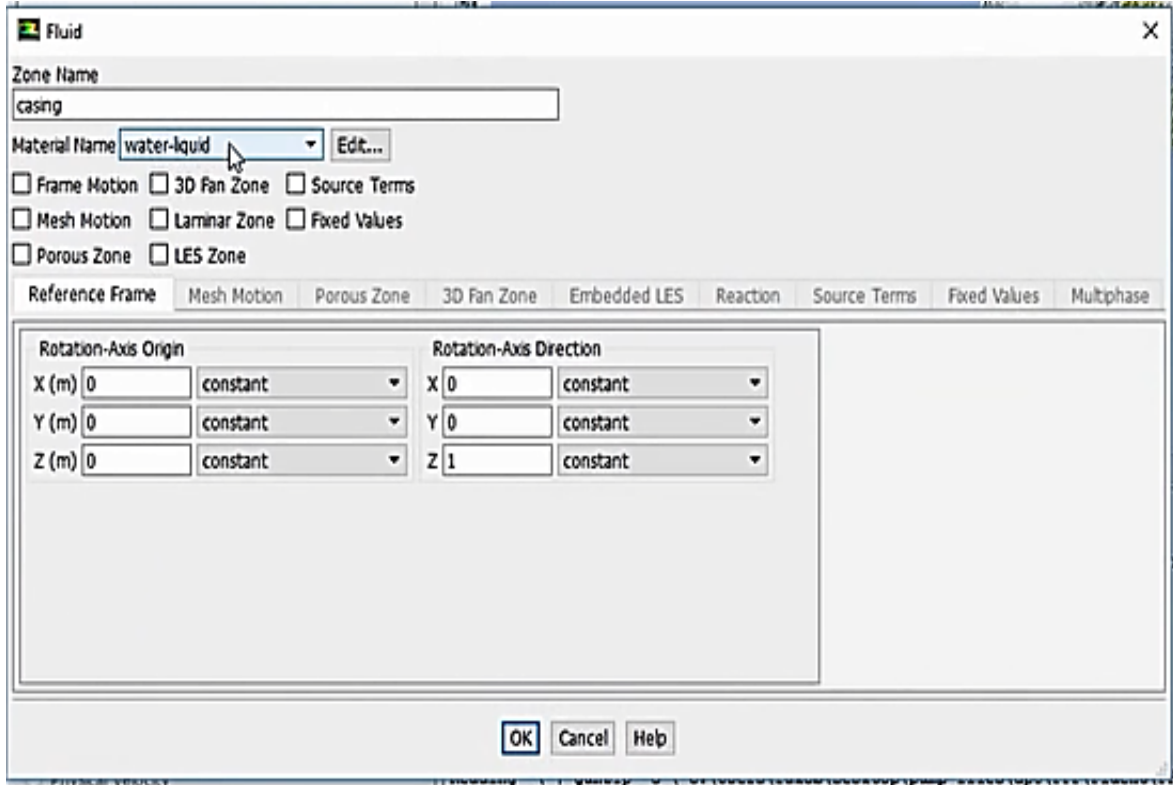 Fluid
Zone Name
casing
Material Name water-liquid Edit...
Frame Motion 3D Fan Zone Source Terms
Mesh Motion Laminar Zone Fixed Values
Porous Zone LES Zone
Reference Frame Mesh Motion Porous Zone 3D Fan Zone Embedded LES Reaction Source Terms Fixed Values Multiphase
Rotation-Axis Origin Rotation-Axis Direction
X (m) 0 constant X 0 constant
Y (m) 0 constant Y 0 constant
Z (m) 0 constant Z 1 constant
OK Cancel Help